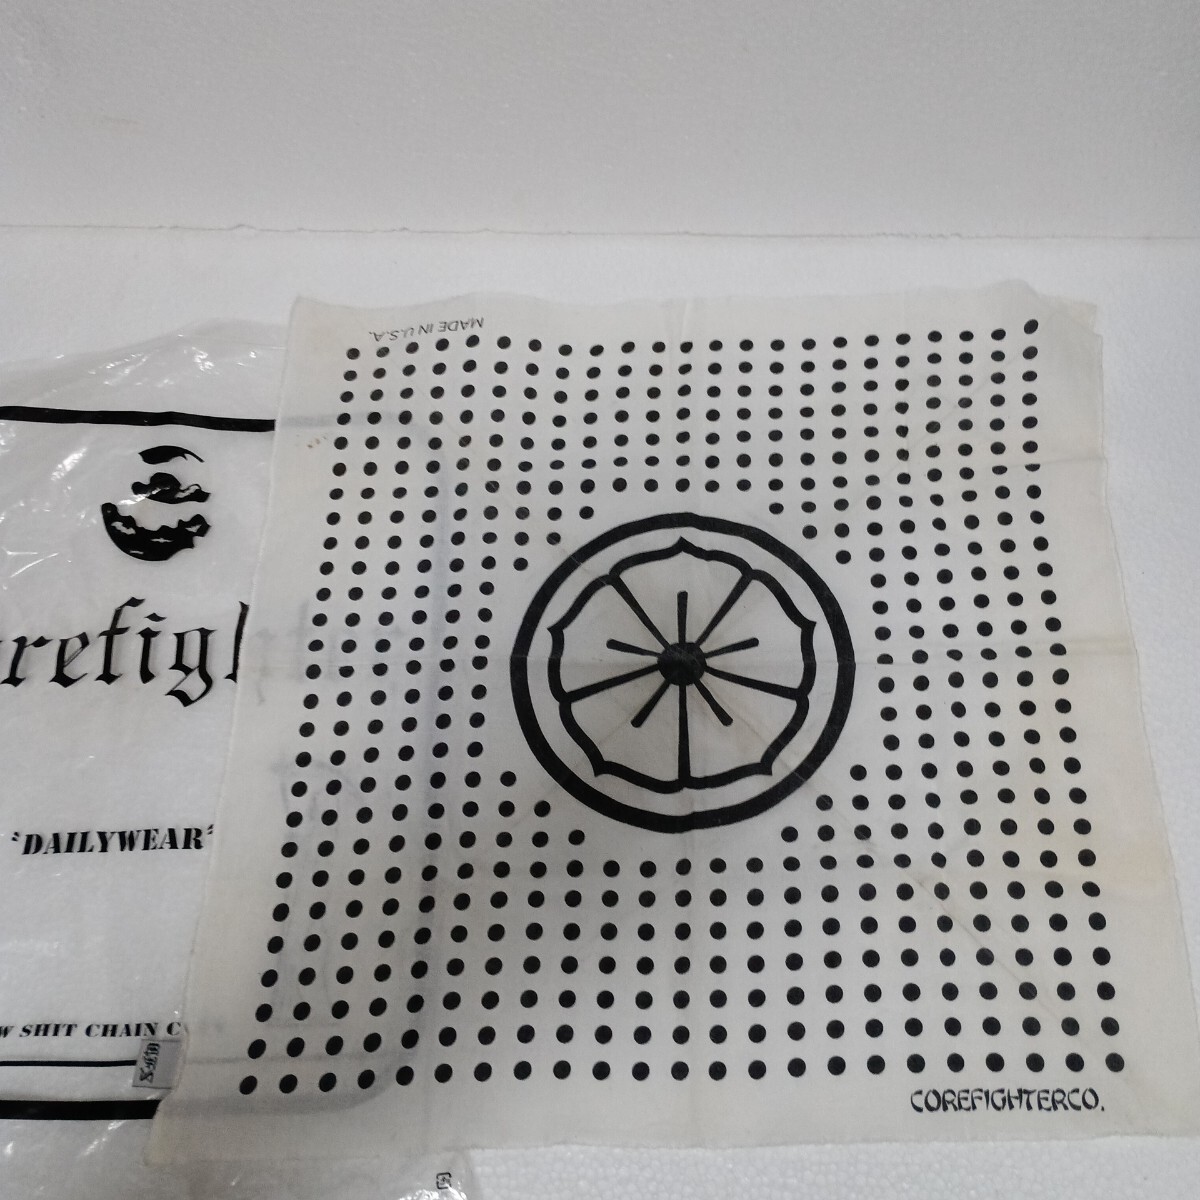 MADE IN U.S.A.
refigh
"DAILYWEAR"
W SHIT CHAIN C
COREFIGHTERCO.